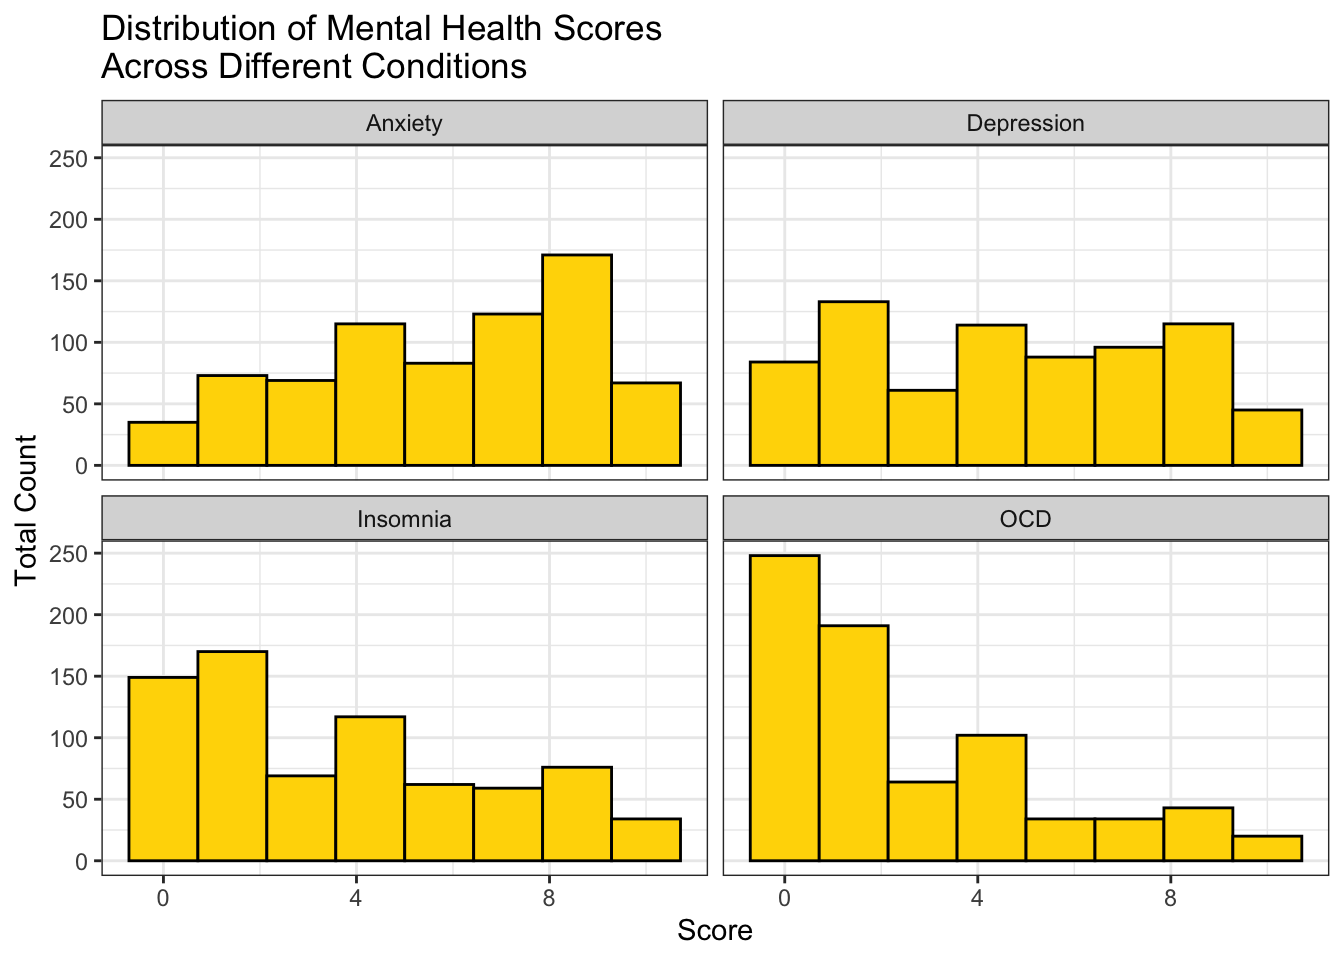 Distribution of Mental Health Scores
Across Different Conditions
Anxiety
Depression
250
200
150
100
50
0
Total Count
Insomnia
OCD
250
200
150
100
50
0
0 4 8
0 4 8
Score